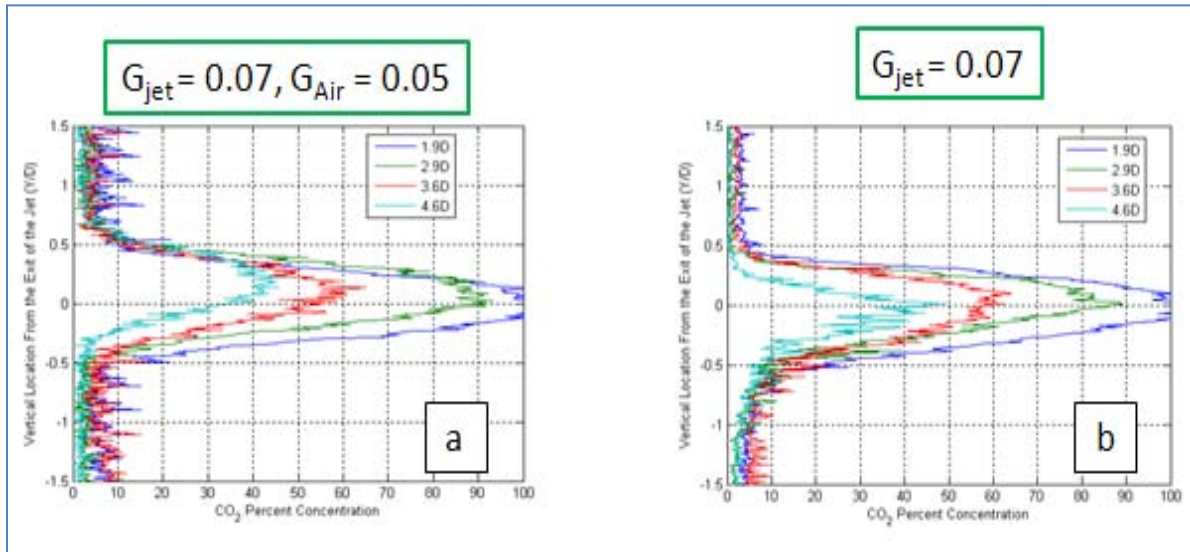 G_jet = 0.07, G_Air = 0.05
1.5
1
0.5
0
-0.5
-1
-1.5
Vertical Location From the Exit of the Jet (Y/D)
1.9D
2.9D
3.6D
4.6D
a
0 10 20 30 40 50 60 70 80 90 100
CO2 Percent Concentration
G_jet = 0.07
1.5
1
0.5
0
-0.5
-1
-1.5
Vertical Location From the Exit of the Jet (Y/D)
1.9D
2.9D
3.6D
4.6D
b
0 10 20 30 40 50 60 70 80 90 100
CO2 Percent Concentration